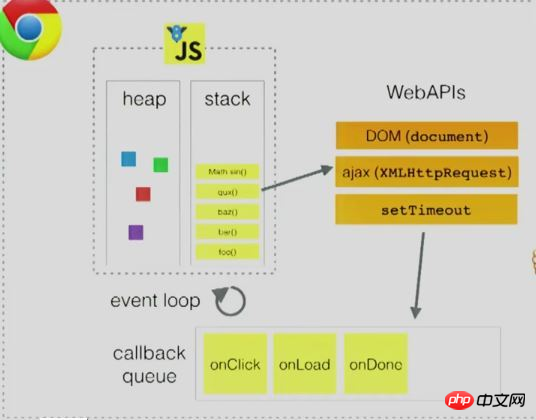 JS
heap
stack
WebAPIs
DOM (document)
Math sin()
ajax (XMLHttpRequest)
qux()
baz()
setTimeout
bar()
foo()
event loop
callback
queue
onClick
onLoad
onDone
php 中文网